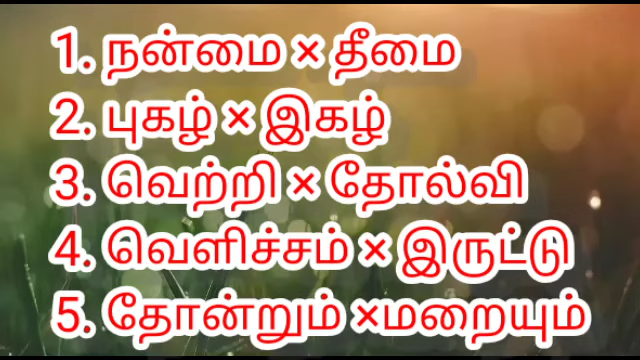 1. நன்மை × தீமை
2. புகழ் × இகழ்
3. வெற்றி × தோல்வி
4. வெளிச்சம் × இருட்டு
5. தோன்றும் ×மறையும்